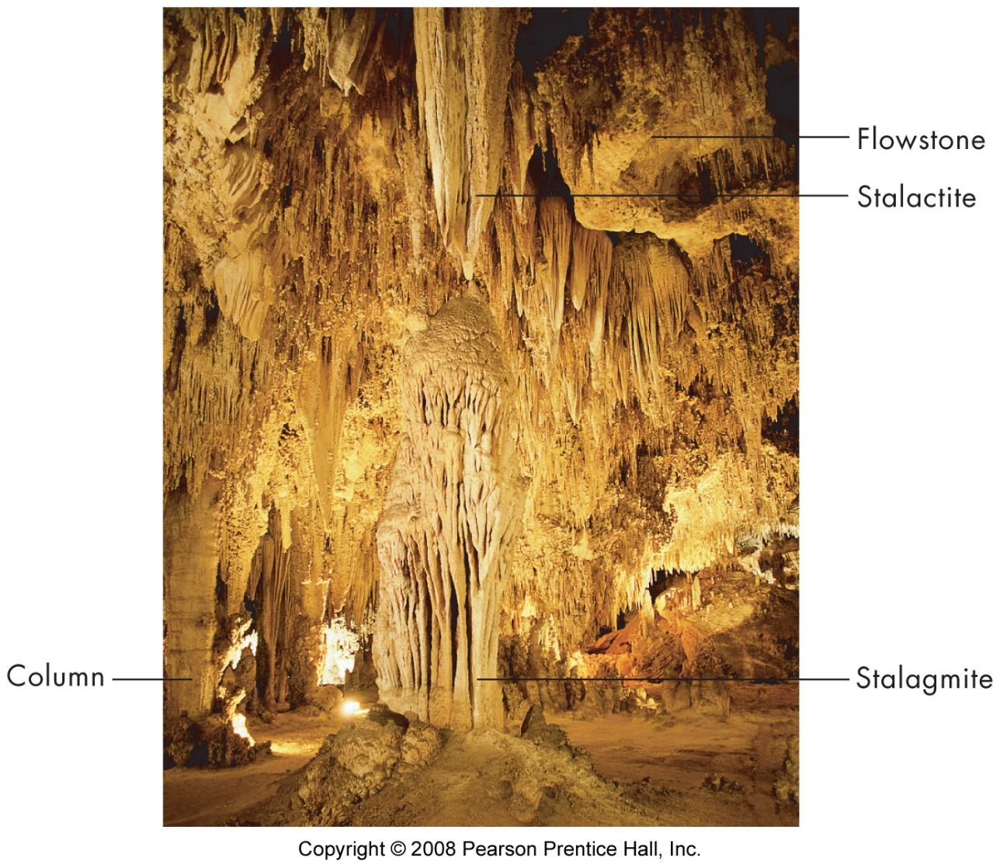 Flowstone
Stalactite
Column
Stalagmite
Copyright © 2008 Pearson Prentice Hall, Inc.